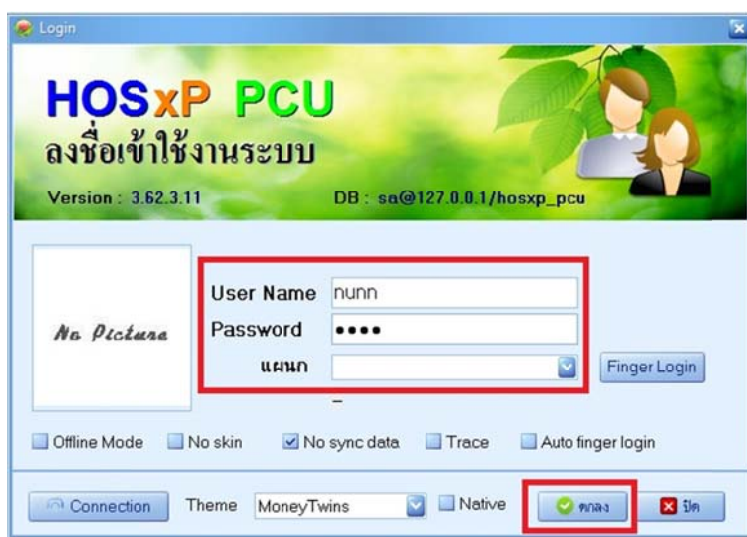 Login
HOSxP PCU
ลงชื่อเข้าใช้งานระบบ
Version : 3.62.3.11 DB : sa@127.0.0.1/hosxp_pcu
No Picture
User Name nunn
Password ••••
แผนก
Finger Login
Offline Mode No skin No sync data Trace Auto finger login
Connection Theme MoneyTwins Native ตกลง ปิด